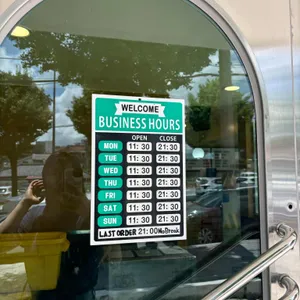 WELCOME
BUSINESS HOURS
OPEN CLOSE
MON 11:30 21:30
TUE 11:30 21:30
WED 11:30 21:30
THU 11:30 21:30
FRI 11:30 21:30
SAT 11:30 21:30
SUN 11:30 21:30
LAST ORDER 21:00 No Break